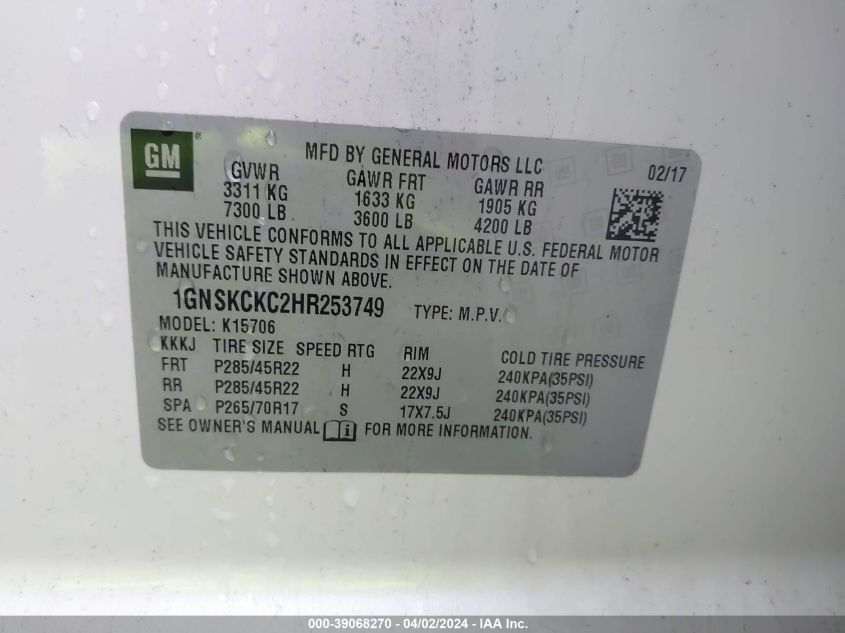 GM
MFD BY GENERAL MOTORS LLC 02/17
GVWR GAWR FRT GAWR RR
3311 KG 1633 KG 1905 KG
7300 LB 3600 LB 4200 LB
THIS VEHICLE CONFORMS TO ALL APPLICABLE U.S. FEDERAL MOTOR
VEHICLE SAFETY STANDARDS IN EFFECT ON THE DATE OF
MANUFACTURE SHOWN ABOVE.
1GNSKCKC2HR253749 TYPE: M.P.V.
MODEL: K15706
KKKJ TIRE SIZE SPEED RTG RIM COLD TIRE PRESSURE
FRT P285/45R22 H 22X9J 240KPA(35PSI)
RR P285/45R22 H 22X9J 240KPA(35PSI)
SPA P265/70R17 S 17X7.5J 240KPA(35PSI)
SEE OWNER'S MANUAL i FOR MORE INFORMATION.
000-39068270 - 04/02/2024 - IAA Inc.